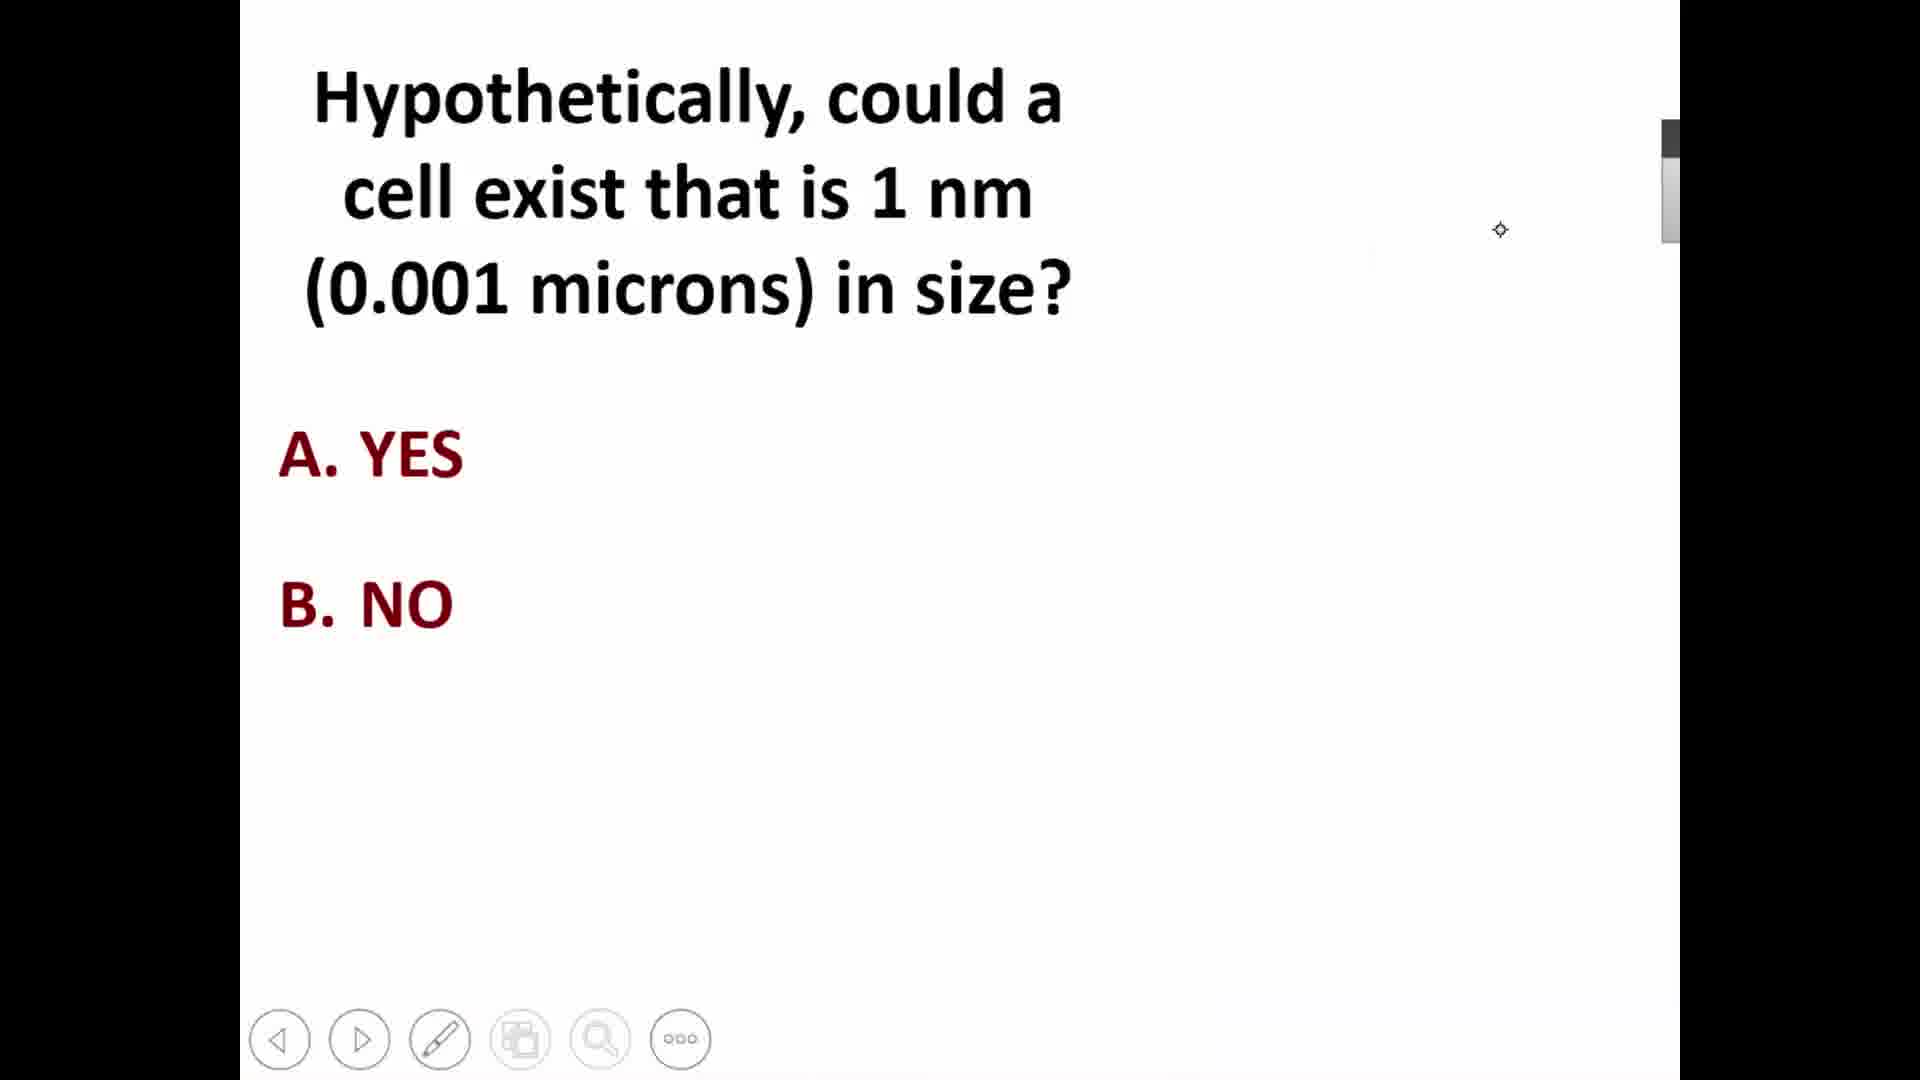 Hypothetically, could a
cell exist that is 1 nm
(0.001 microns) in size?
A. YES
B. NO